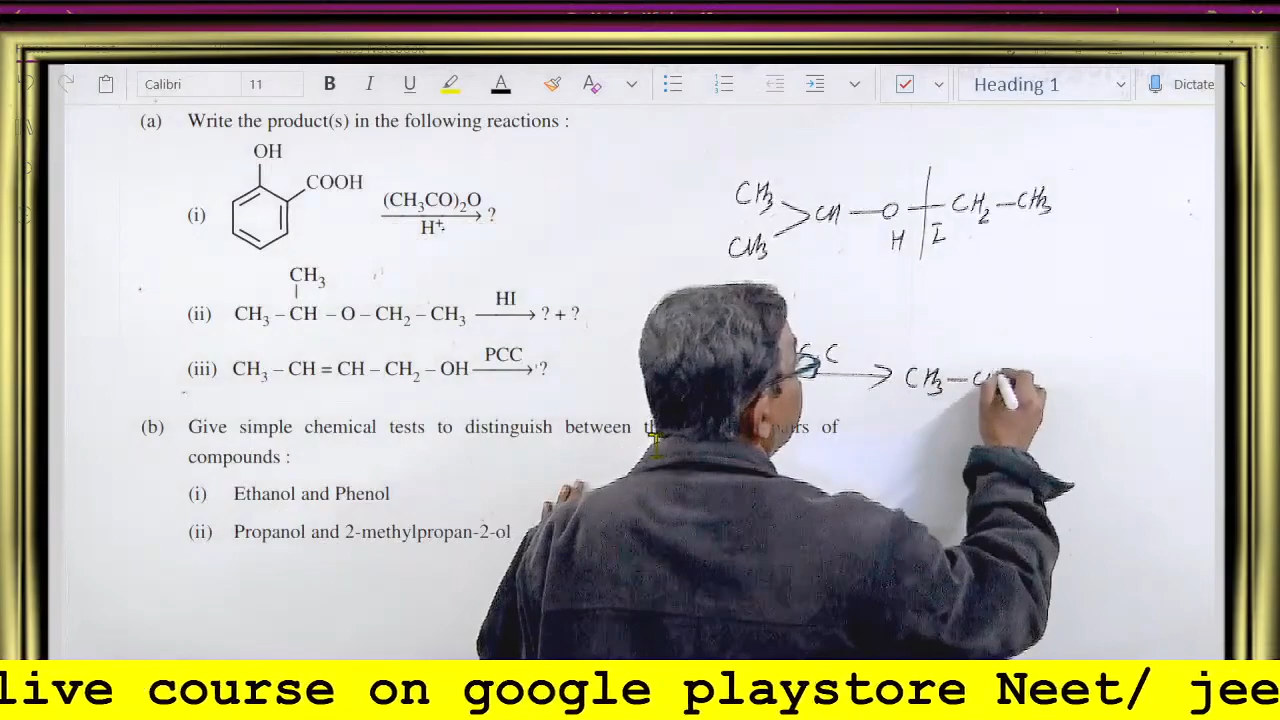 Calibri 11 B I U A A Heading 1 Dictate
(a) Write the product(s) in the following reactions :
OH
COOH
(i) (CH3CO)2O ?
H+
CH3
(ii) CH3 – CH – O – CH2 – CH3 HI ? + ?
(iii) CH3 – CH = CH – CH2 – OH PCC ?
(b) Give simple chemical tests to distinguish between pairs of
compounds :
(i) Ethanol and Phenol
(ii) Propanol and 2-methylpropan-2-ol
CH3
CH — O — CH2 — CH3
CH3
H I
C
CH3 —
live course on google playstore Neet/ jee